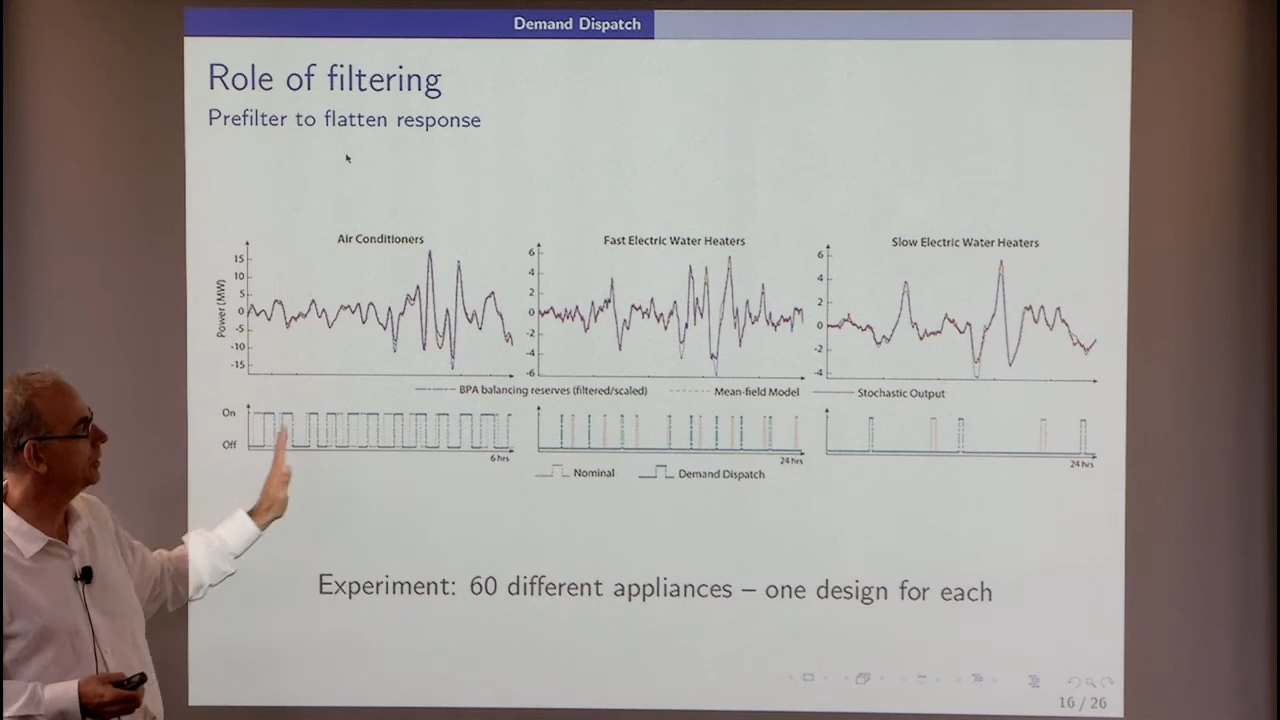 Demand Dispatch
Role of filtering
Prefilter to flatten response
Air Conditioners
Fast Electric Water Heaters
Slow Electric Water Heaters
Power (MW)
15
10
5
0
-5
-10
-15
6
4
2
0
-2
-4
-6
6
4
2
0
-2
-4
BPA balancing reserves (filtered/scaled)
Mean-field Model
Stochastic Output
On
Off
6 hrs
24 hrs
24 hrs
Nominal
Demand Dispatch
Experiment: 60 different appliances – one design for each
16 / 26